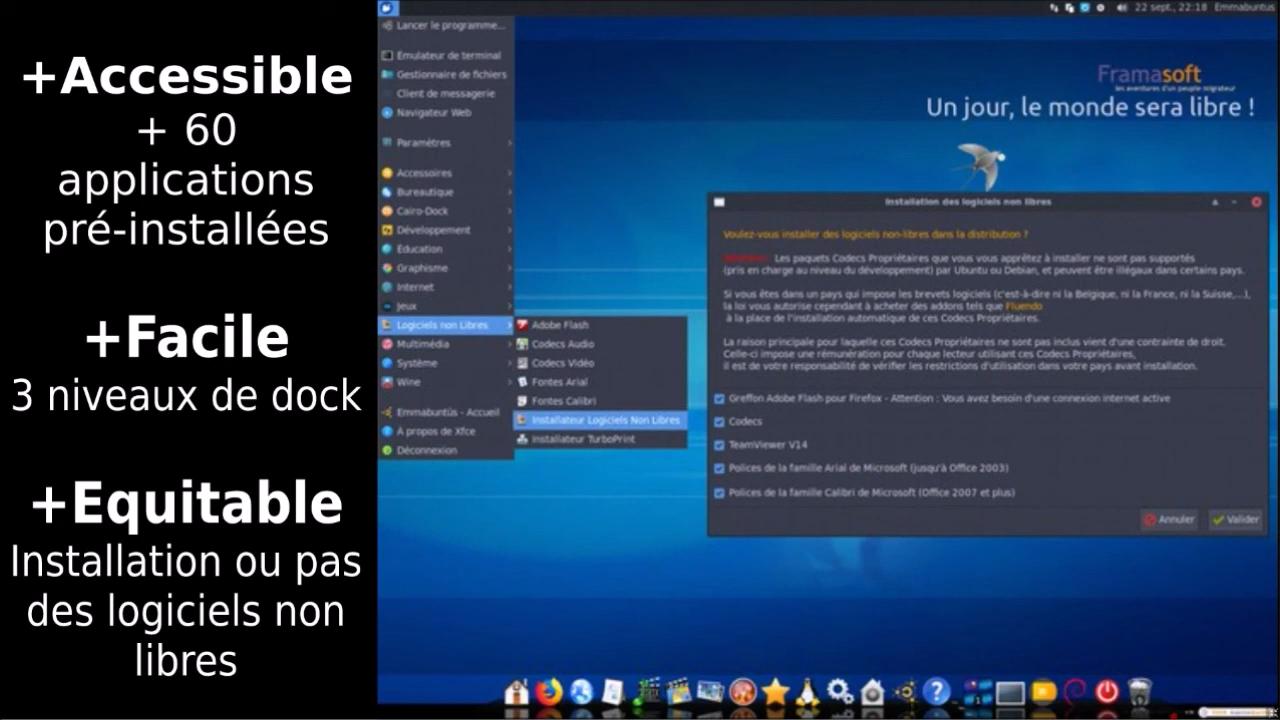 +Accessible
+ 60
applications
pré-installées
+Facile
3 niveaux de dock
+Equitable
Installation ou pas
des logiciels non
libres
22 sept., 22:18 Emmabuntus
Lancer le programme...
Emulateur de terminal
Gestionnaire de fichiers
Client de messagerie
Navigateur Web
Paramètres
Accessoires
Bureautique
Cairo-Dock
Développement
Education
Graphisme
Internet
Jeux
Logiciels non Libres
Multimédia
Système
Wine
Emmabuntüs - Accueil
À propos de Xfce
Déconnexion
Adobe Flash
Codecs Audio
Codecs Vidéo
Fontes Arial
Fontes Calibri
Installateur Logiciels Non Libres
Installateur TurboPrint
Framasoft
les aventures d'un peuple migrateur
Un jour, le monde sera libre !
Installation des logiciels non libres
Voulez-vous installer des logiciels non-libres dans la distribution ?
Les paquets Codecs Propriétaires que vous vous apprêtez à installer ne sont pas supportés
(pris en charge au niveau du développement) par Ubuntu ou Debian, et peuvent être illégaux dans certains pays.
Si vous êtes dans un pays qui impose les brevets logiciels (c'est-à-dire ni la Belgique, ni la France, ni la Suisse,...),
la loi vous autorise cependant à acheter des addons tels que Fluendo
à la place de l'installation automatique de ces Codecs Propriétaires.
La raison principale pour laquelle ces Codecs Propriétaires ne sont pas inclus vient d'une contrainte de droit.
Celle-ci impose une rémunération pour chaque lecteur utilisant ces Codecs Propriétaires,
il est de votre responsabilité de vérifier les restrictions d'utilisation dans votre pays avant installation.
Greffon Adobe Flash pour Firefox - Attention : Vous avez besoin d'une connexion internet active
Codecs
TeamViewer V14
Polices de la famille Arial de Microsoft (jusqu'à Office 2003)
Polices de la famille Calibri de Microsoft (Office 2007 et plus)
Annuler
Valider